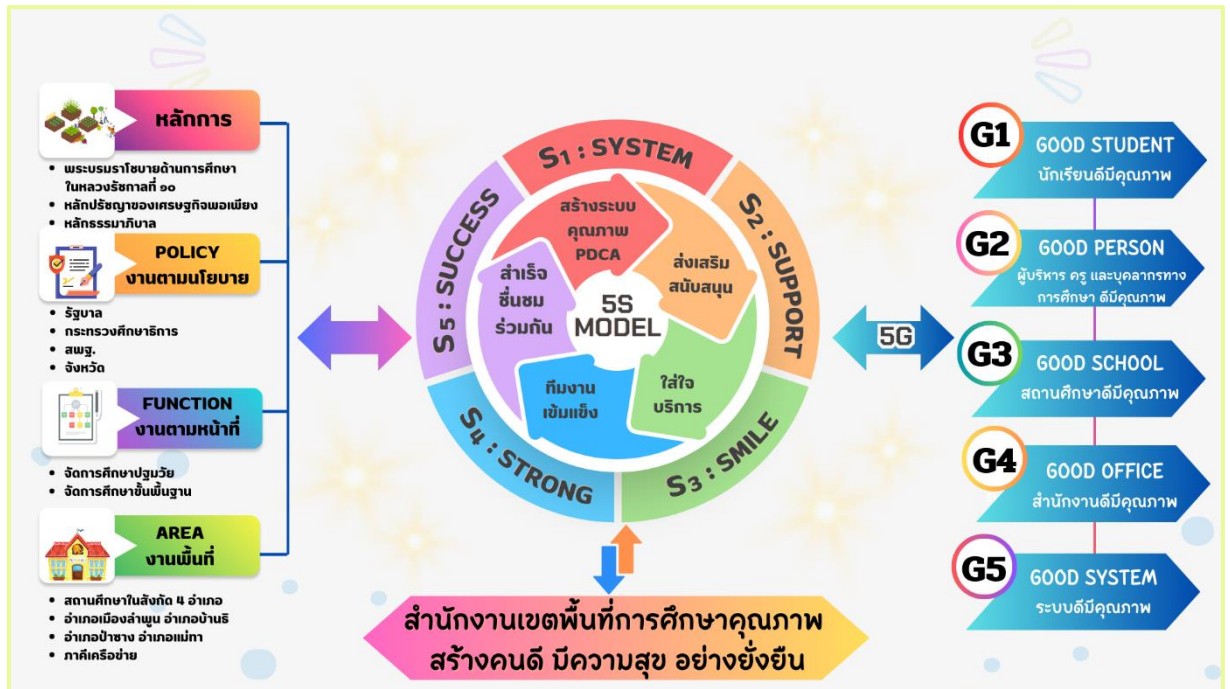 หลักการ
พระบรมราโชบายด้านการศึกษา
ในหลวงรัชกาลที่ ๑๐
หลักปรัชญาของเศรษฐกิจพอเพียง
หลักธรรมาภิบาล
POLICY
งานตามนโยบาย
รัฐบาล
กระทรวงศึกษาธิการ
สพฐ.
จังหวัด
FUNCTION
งานตามหน้าที่
จัดการศึกษาปฐมวัย
จัดการศึกษาขั้นพื้นฐาน
AREA
งานพื้นที่
สถานศึกษาในสังกัด 4 อำเภอ
อำเภอเมืองลำพูน อำเภอบ้านธิ
อำเภอป่าซาง อำเภอแม่ทา
ภาคีเครือข่าย
S1 : SYSTEM
S2 : SUPPORT
S3 : SMILE
S4 : STRONG
S5 : SUCCESS
สร้างระบบ
คุณภาพ
PDCA
ส่งเสริม
สนับสนุน
ใส่ใจ
บริการ
ทีมงาน
เข้มแข็ง
สำเร็จ
ชื่นชม
ร่วมกัน
5S
MODEL
5G
G1
GOOD STUDENT
นักเรียนดีมีคุณภาพ
G2
GOOD PERSON
ผู้บริหาร ครู และบุคลากรทาง
การศึกษา ดีมีคุณภาพ
G3
GOOD SCHOOL
สถานศึกษาดีมีคุณภาพ
G4
GOOD OFFICE
สำนักงานดีมีคุณภาพ
G5
GOOD SYSTEM
ระบบดีมีคุณภาพ
สำนักงานเขตพื้นที่การศึกษาคุณภาพ
สร้างคนดี มีความสุข อย่างยั่งยืน